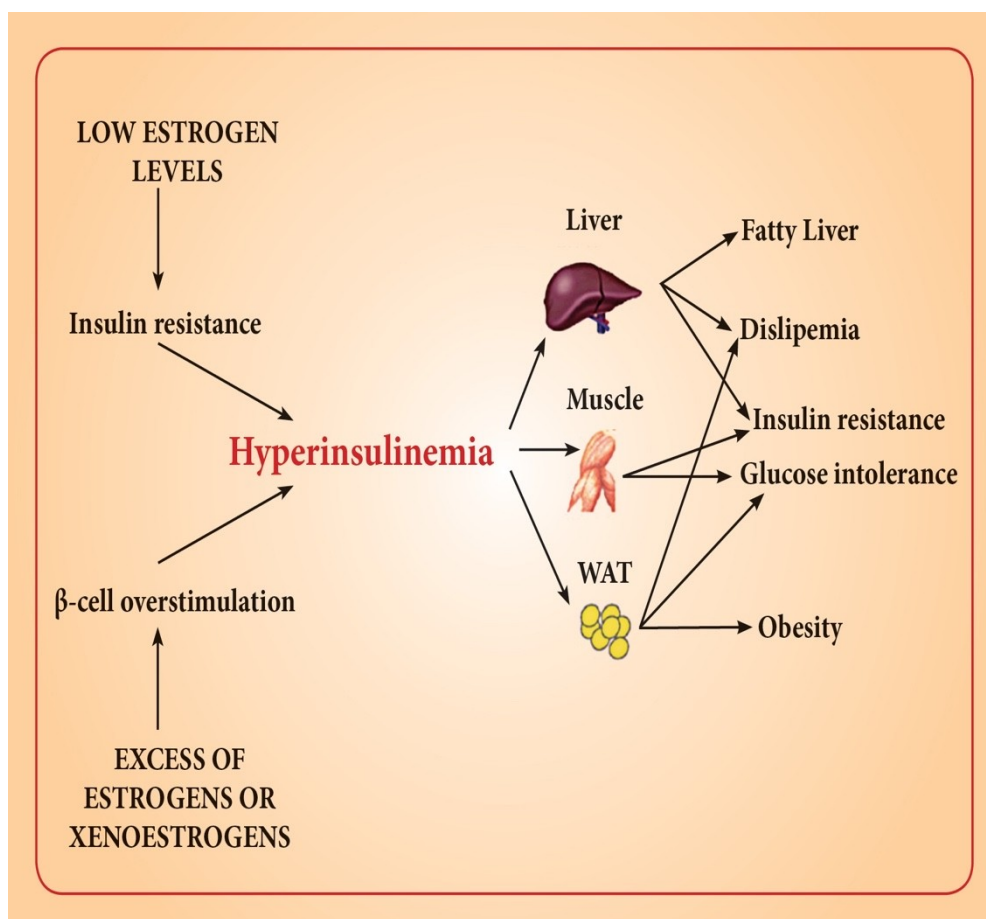 LOW ESTROGEN
LEVELS
Insulin resistance
Hyperinsulinemia
β-cell overstimulation
EXCESS OF
ESTROGENS OR
XENOESTROGENS
Liver
Muscle
WAT
Fatty Liver
Dislipemia
Insulin resistance
Glucose intolerance
Obesity